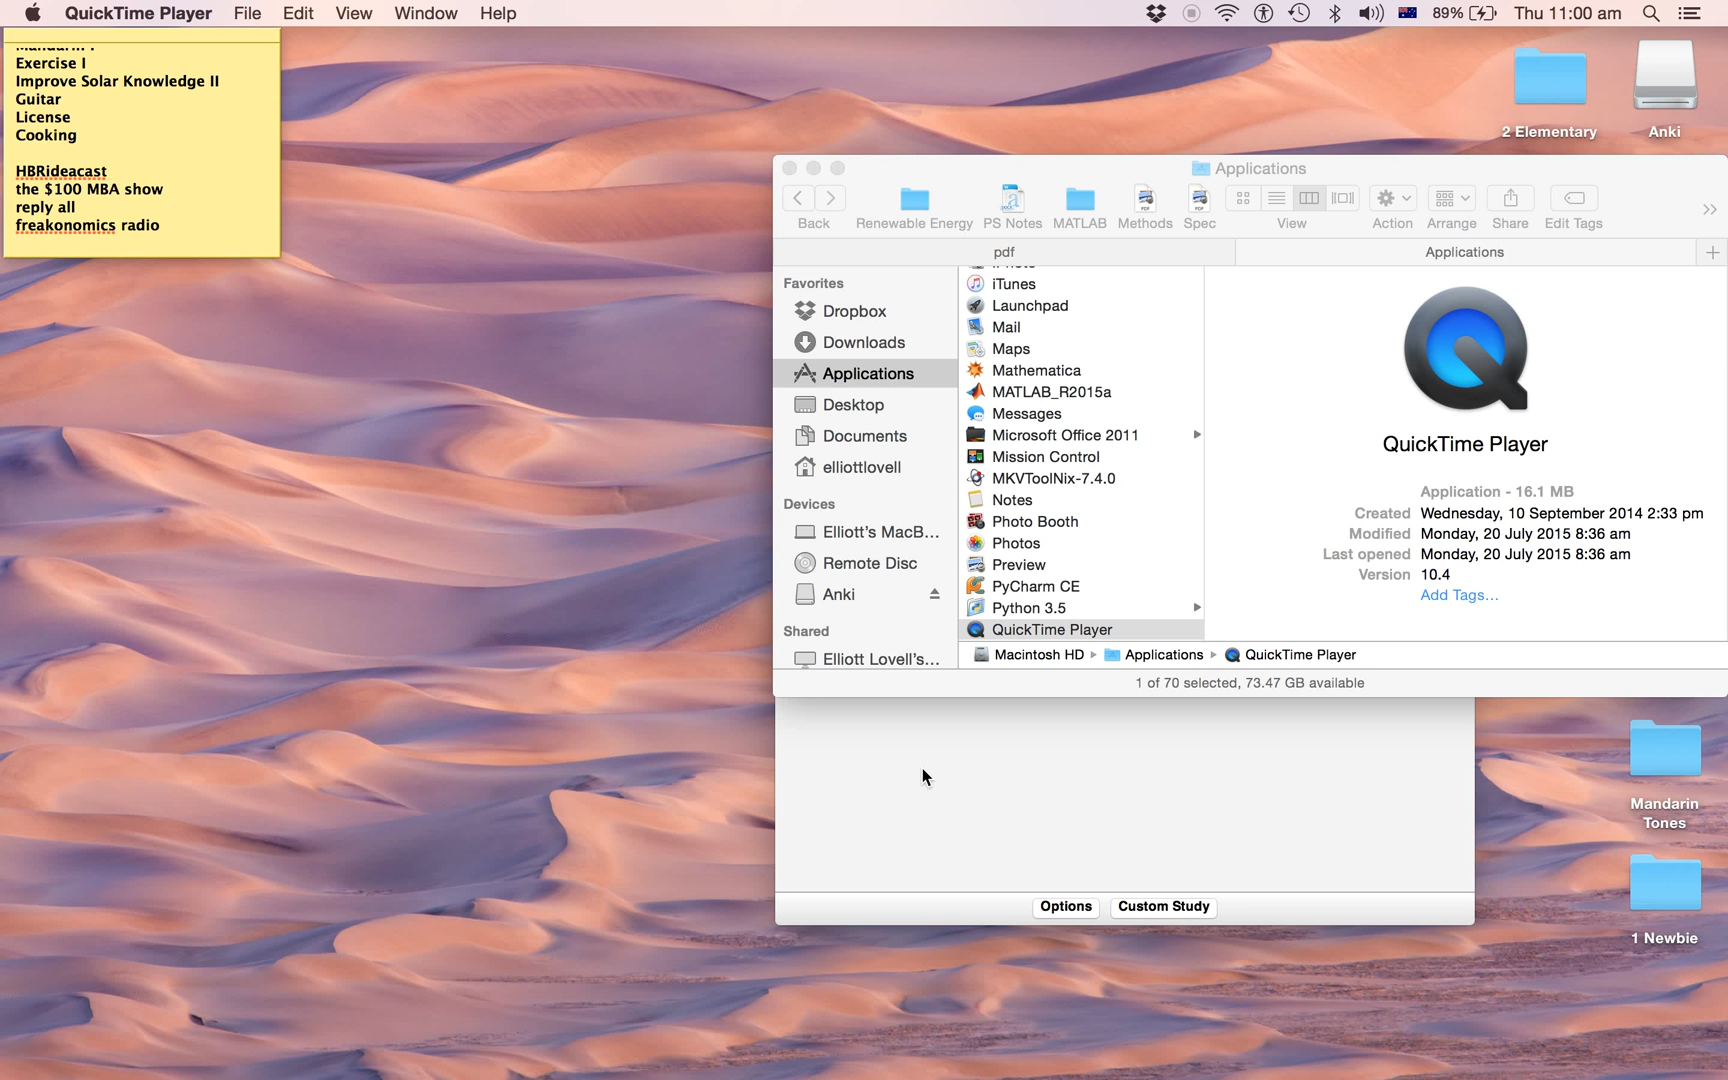 QuickTime Player File Edit View Window Help
89% Thu 11:00 am
Exercise I
Improve Solar Knowledge II
Guitar
License
Cooking
HBRideacast
the $100 MBA show
reply all
freakonomics radio
2 Elementary
Anki
Applications
Back
Renewable Energy
PS Notes
MATLAB
Methods
Spec
View
Action
Arrange
Share
Edit Tags
pdf
Applications
Favorites
Dropbox
Downloads
Applications
Desktop
Documents
elliottlovell
Devices
Elliott's MacB...
Remote Disc
Anki
Shared
Elliott Lovell's...
iTunes
Launchpad
Mail
Maps
Mathematica
MATLAB_R2015a
Messages
Microsoft Office 2011
Mission Control
MKVToolNix-7.4.0
Notes
Photo Booth
Photos
Preview
PyCharm CE
Python 3.5
QuickTime Player
QuickTime Player
Application - 16.1 MB
Created Wednesday, 10 September 2014 2:33 pm
Modified Monday, 20 July 2015 8:36 am
Last opened Monday, 20 July 2015 8:36 am
Version 10.4
Add Tags...
Macintosh HD Applications QuickTime Player
1 of 70 selected, 73.47 GB available
Options
Custom Study
Mandarin
Tones
1 Newbie